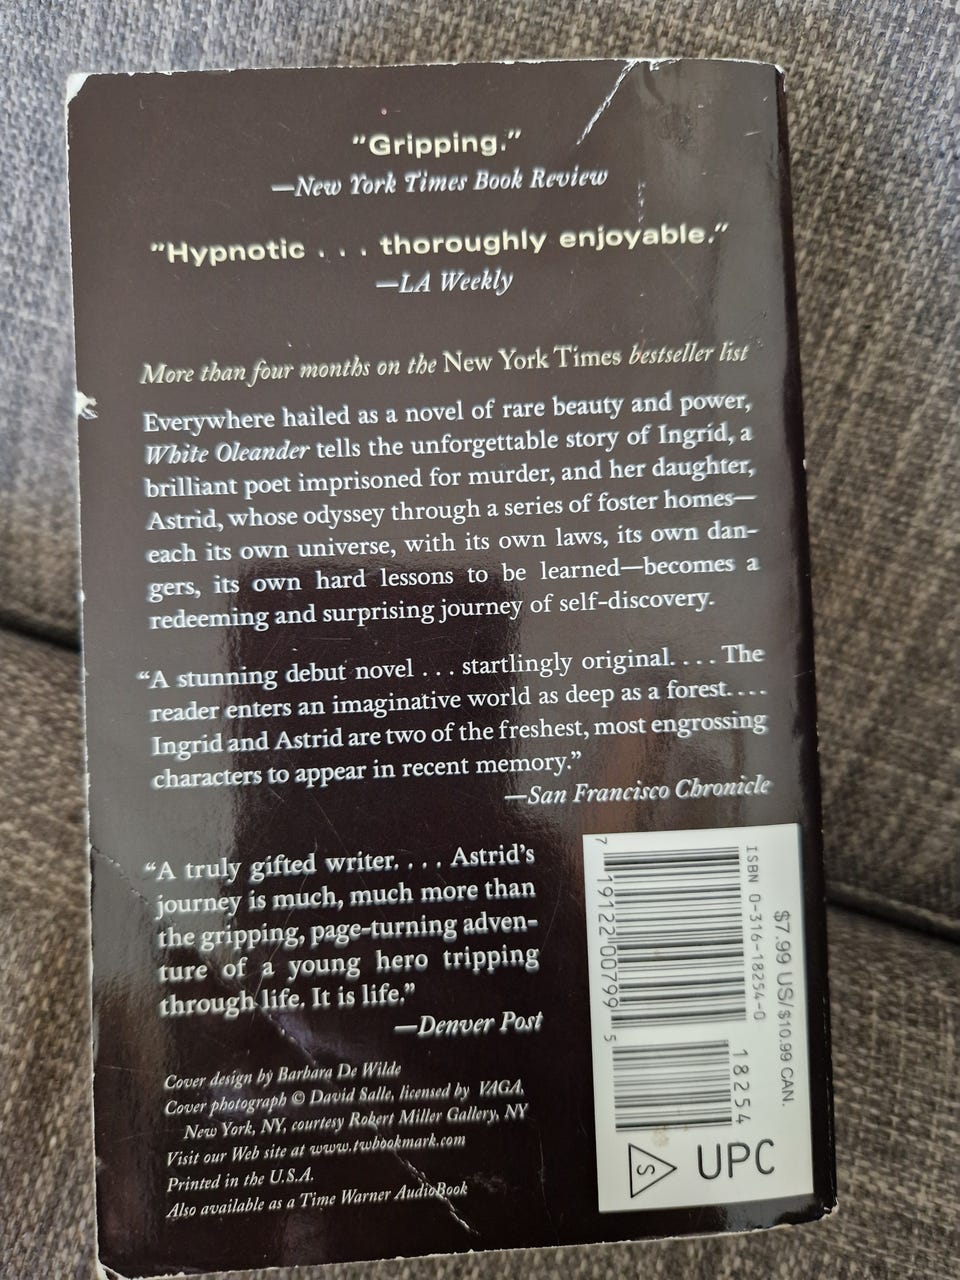 "Gripping."
—New York Times Book Review
"Hypnotic . . . thoroughly enjoyable."
—LA Weekly
More than four months on the New York Times bestseller list
Everywhere hailed as a novel of rare beauty and power,
White Oleander tells the unforgettable story of Ingrid, a
brilliant poet imprisoned for murder, and her daughter,
Astrid, whose odyssey through a series of foster homes—
each its own universe, with its own laws, its own dan-
gers, its own hard lessons to be learned—becomes a
redeeming and surprising journey of self-discovery.
"A stunning debut novel . . . startlingly original. . . . The
reader enters an imaginative world as deep as a forest. . . .
Ingrid and Astrid are two of the freshest, most engrossing
characters to appear in recent memory."
—San Francisco Chronicle
"A truly gifted writer. . . . Astrid's
journey is much, much more than
the gripping, page-turning adven-
ture of a young hero tripping
through life. It is life."
—Denver Post
Cover design by Barbara De Wilde
Cover photograph © David Salle, licensed by VAGA,
New York, NY, courtesy Robert Miller Gallery, NY
Visit our Web site at www.twbookmark.com
Printed in the U.S.A.
Also available as a Time Warner AudioBook
$7.99 US/$10.99 CAN.
ISBN 0-316-18254-0
7 19122 00799 5
18254
S UPC